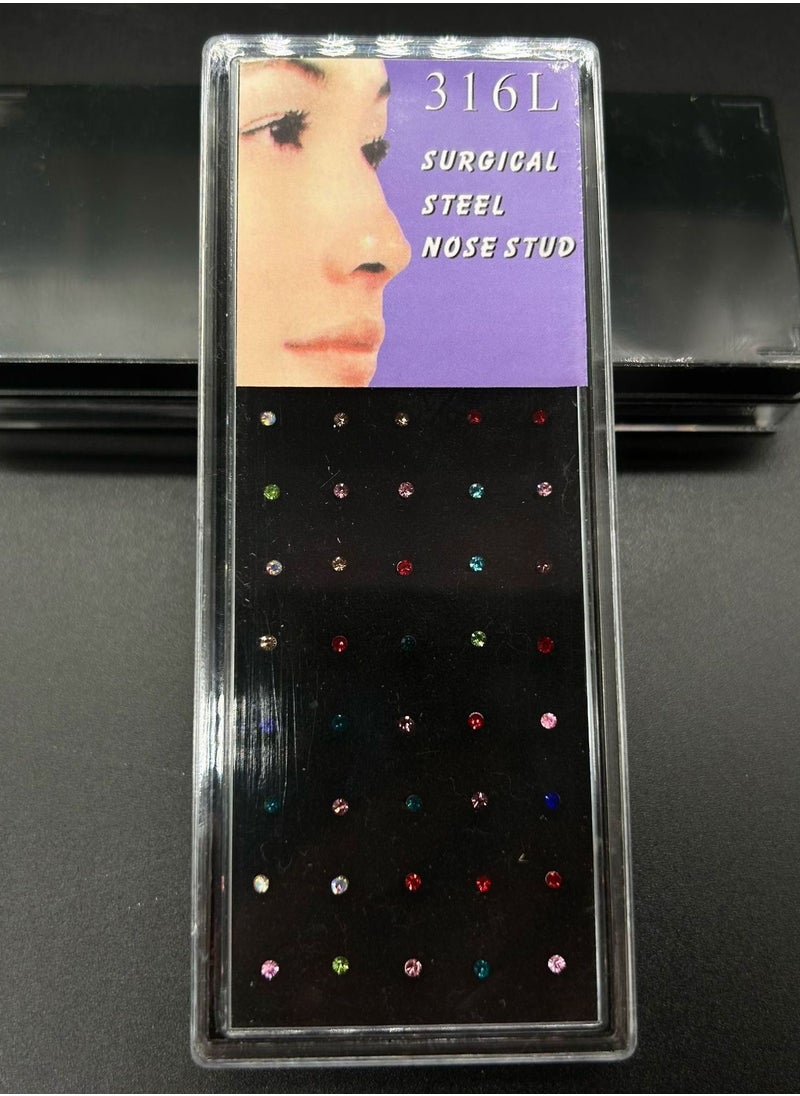 316L
SURGICAL
STEEL
NOSE STUD